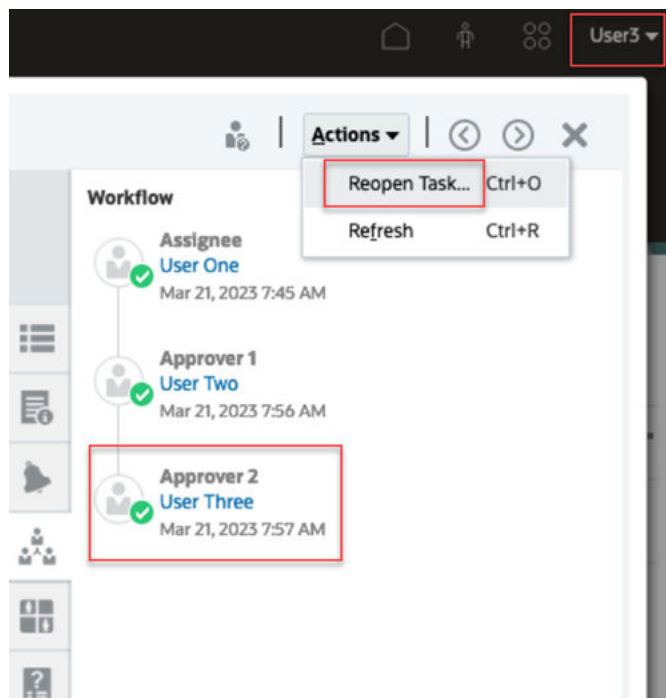 User3
Actions
Reopen Task... Ctrl+O
Refresh Ctrl+R
Workflow
Assignee
User One
Mar 21, 2023 7:45 AM
Approver 1
User Two
Mar 21, 2023 7:56 AM
Approver 2
User Three
Mar 21, 2023 7:57 AM